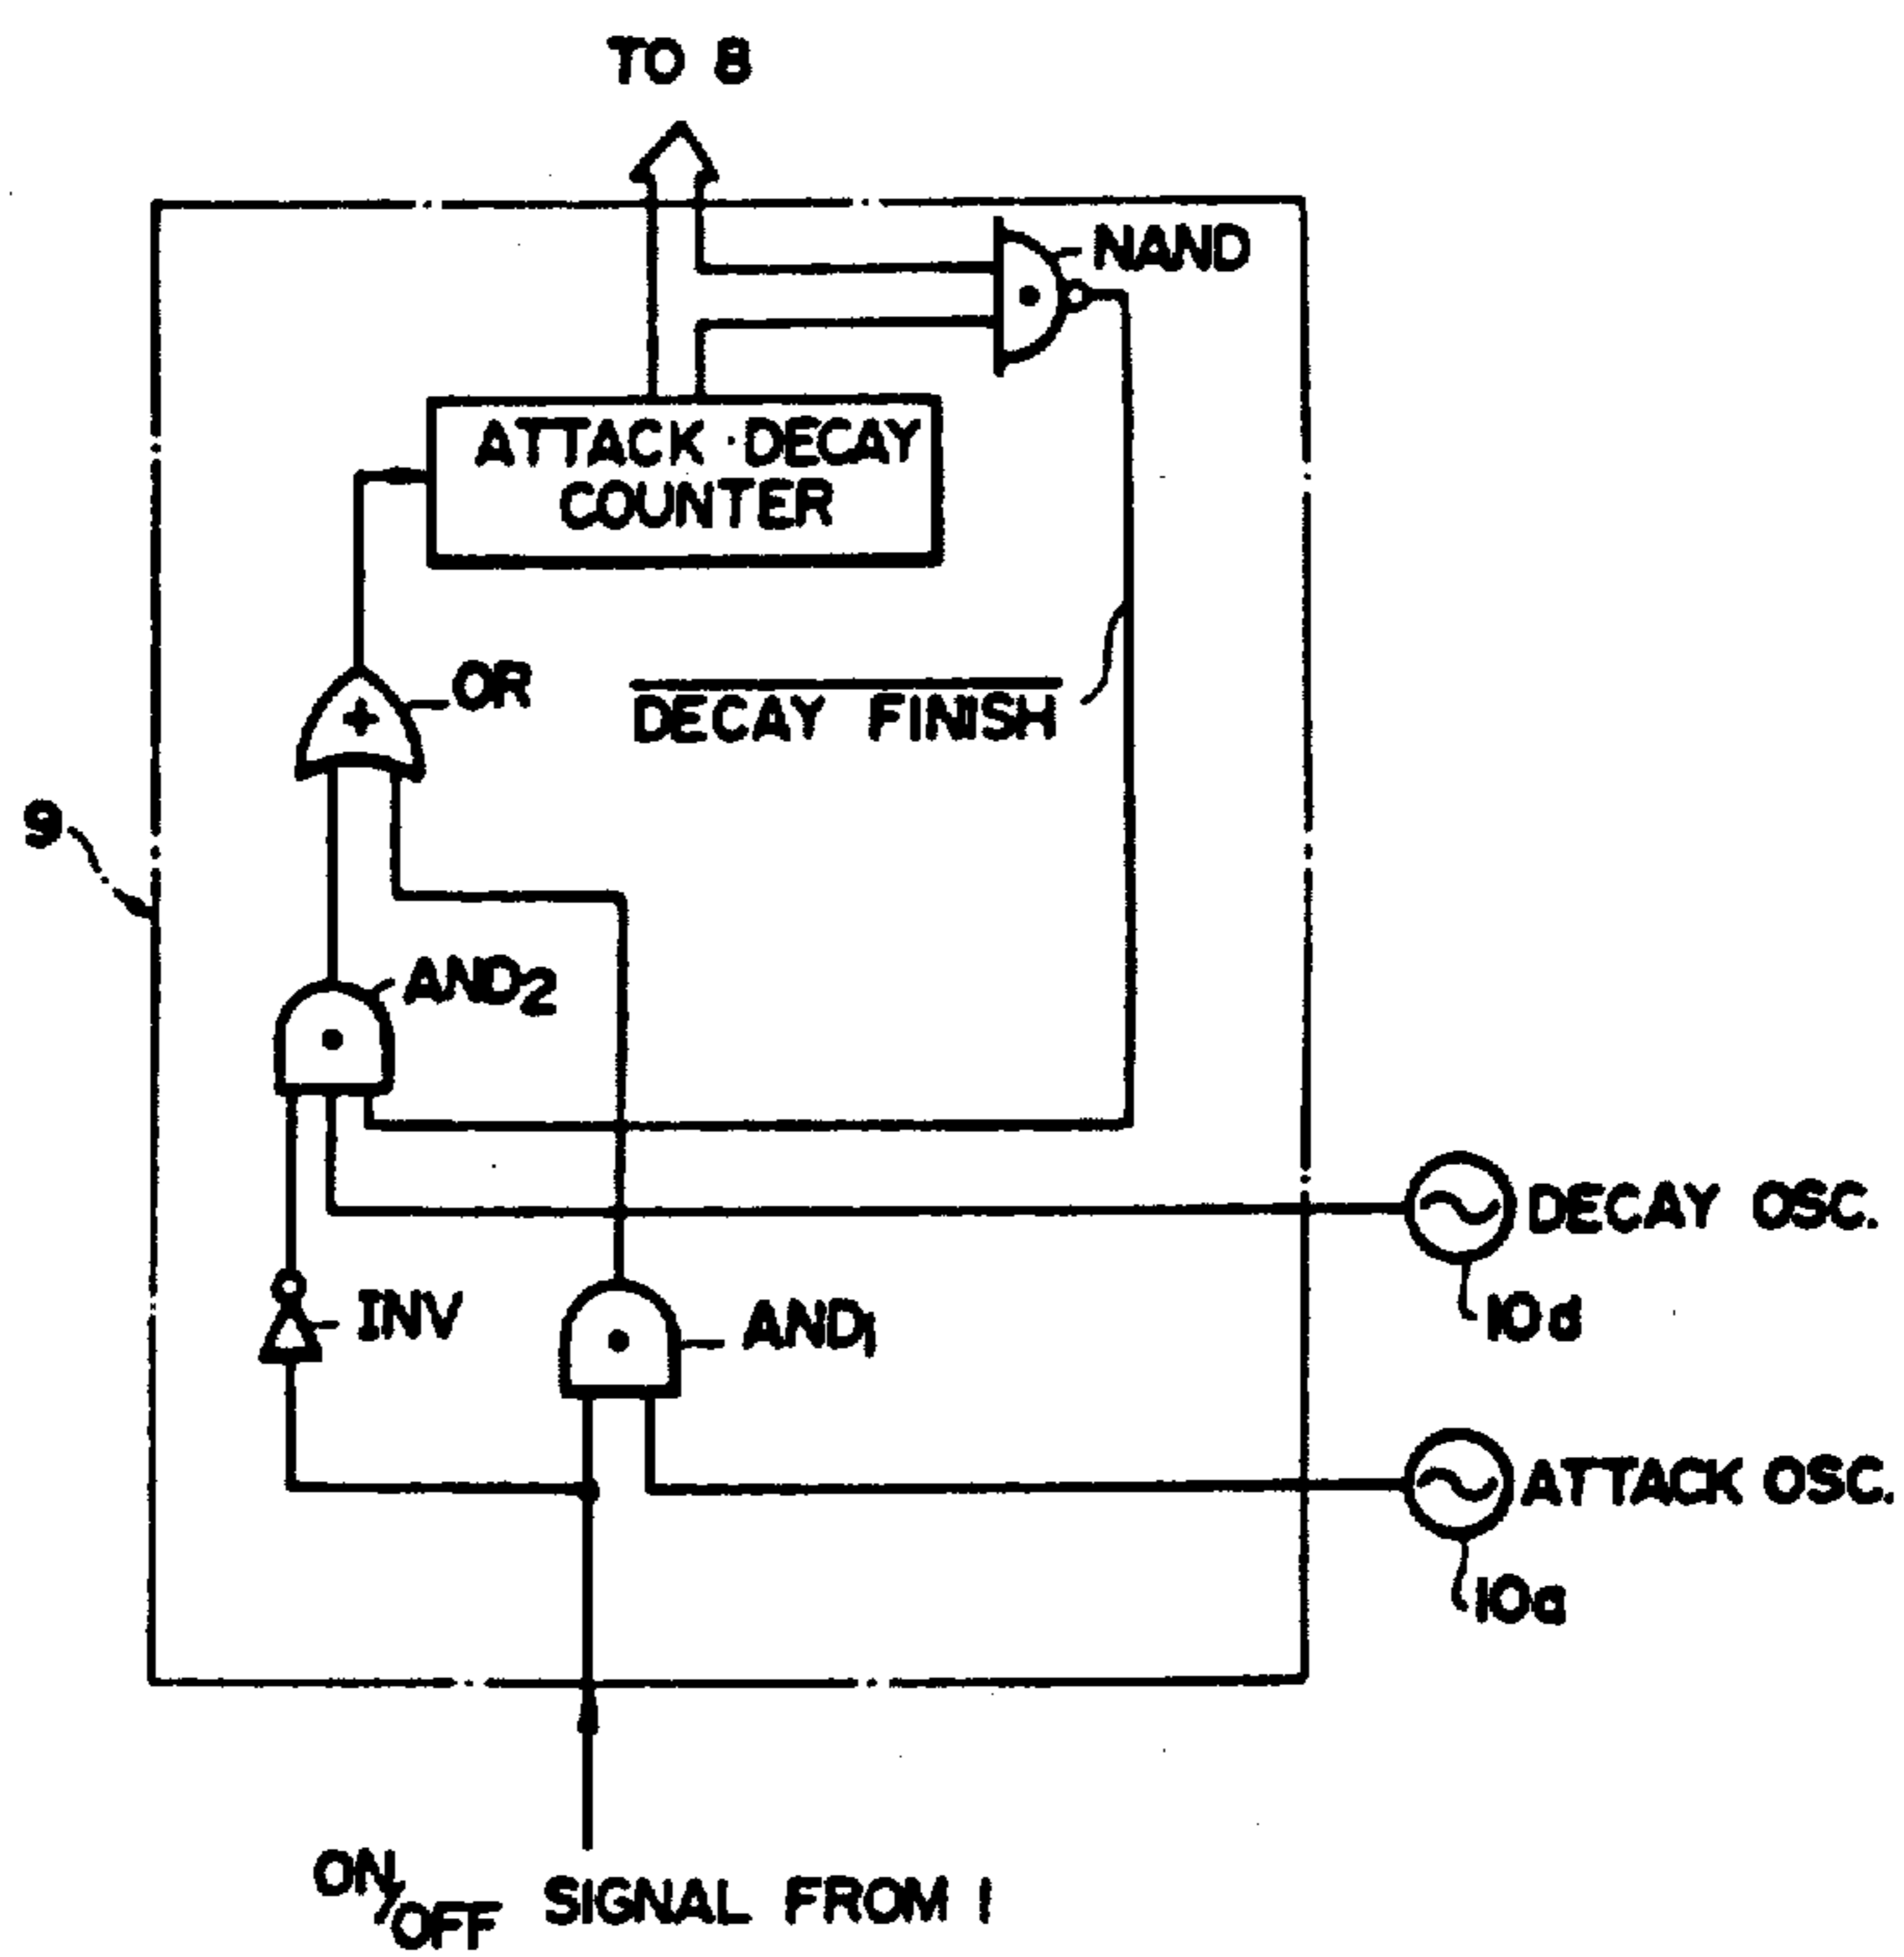 TO 8
NAND
ATTACK · DECAY
COUNTER
OR
DECAY FINISH
9
AND2
DECAY OSC.
10d
INV
AND1
ATTACK OSC.
10a
ON/OFF SIGNAL FROM 1